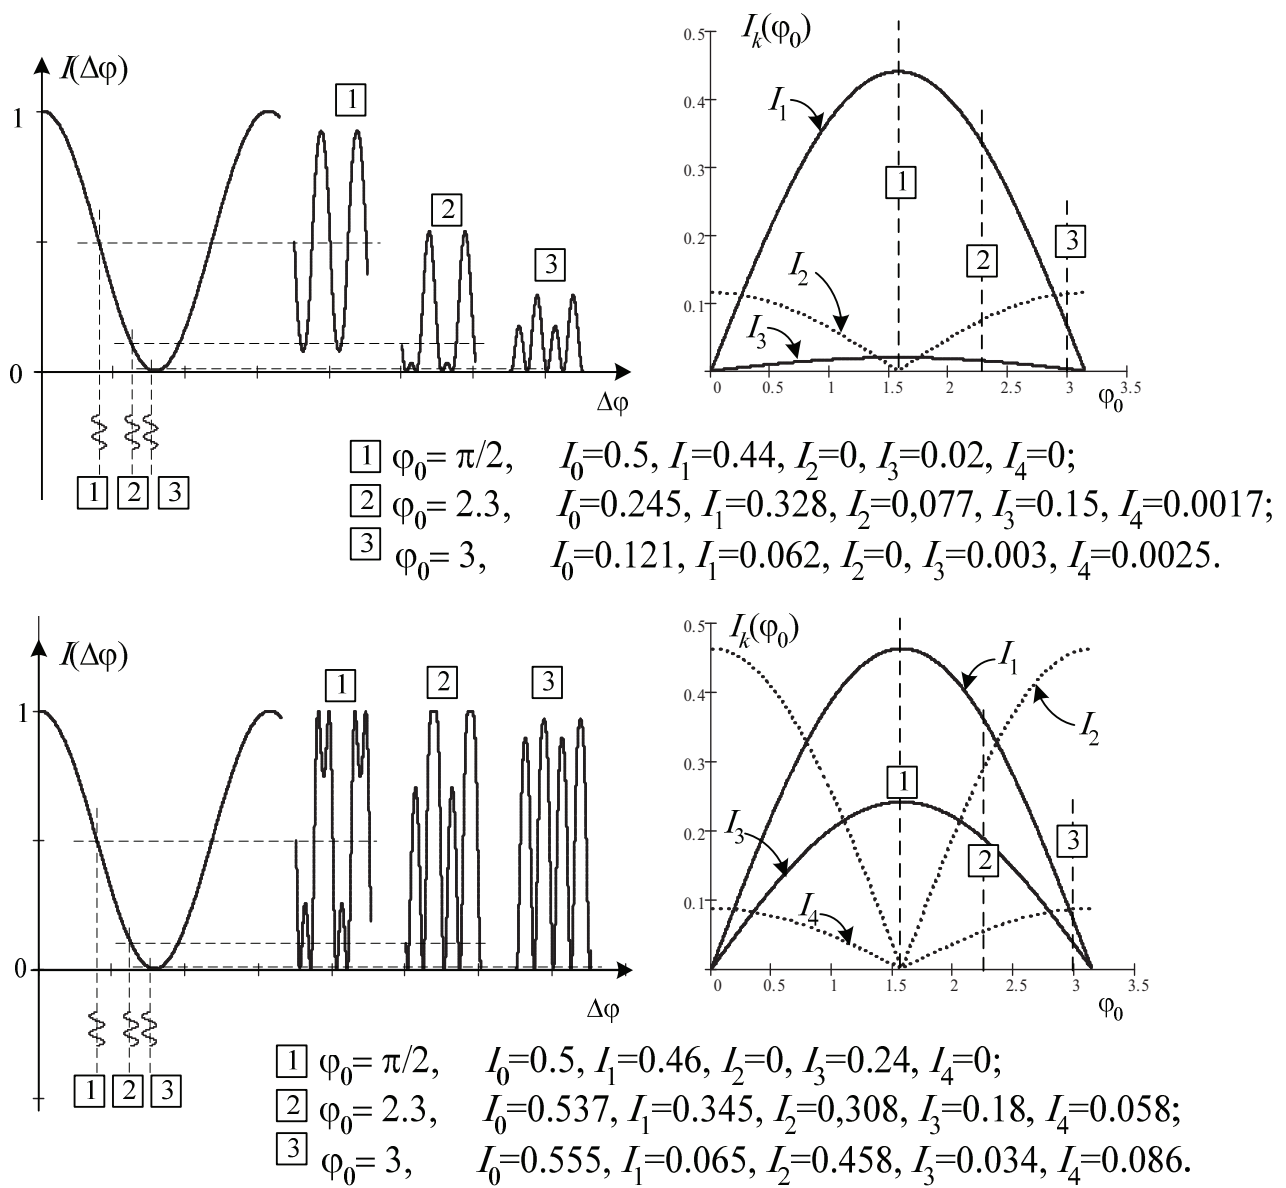 I(Δφ)
1
0
1
2
3
Δφ
1 2 3
I_k(φ_0)
0.5
0.4
0.3
0.2
0.1
I_1
I_2
I_3
1
2
3
0 0.5 1 1.5 2 2.5 3 3.5
φ_0
1 φ_0= π/2, I_0=0.5, I_1=0.44, I_2=0, I_3=0.02, I_4=0;
2 φ_0= 2.3, I_0=0.245, I_1=0.328, I_2=0,077, I_3=0.15, I_4=0.0017;
3 φ_0= 3, I_0=0.121, I_1=0.062, I_2=0, I_3=0.003, I_4=0.0025.
I(Δφ)
1
0
1 2 3
Δφ
1 2 3
I_k(φ_0)
0.5
0.4
0.3
0.2
0.1
I_1
I_2
I_3
I_4
1
2
3
0 0.5 1 1.5 2 2.5 3 3.5
φ_0
1 φ_0= π/2, I_0=0.5, I_1=0.46, I_2=0, I_3=0.24, I_4=0;
2 φ_0= 2.3, I_0=0.537, I_1=0.345, I_2=0,308, I_3=0.18, I_4=0.058;
3 φ_0= 3, I_0=0.555, I_1=0.065, I_2=0.458, I_3=0.034, I_4=0.086.